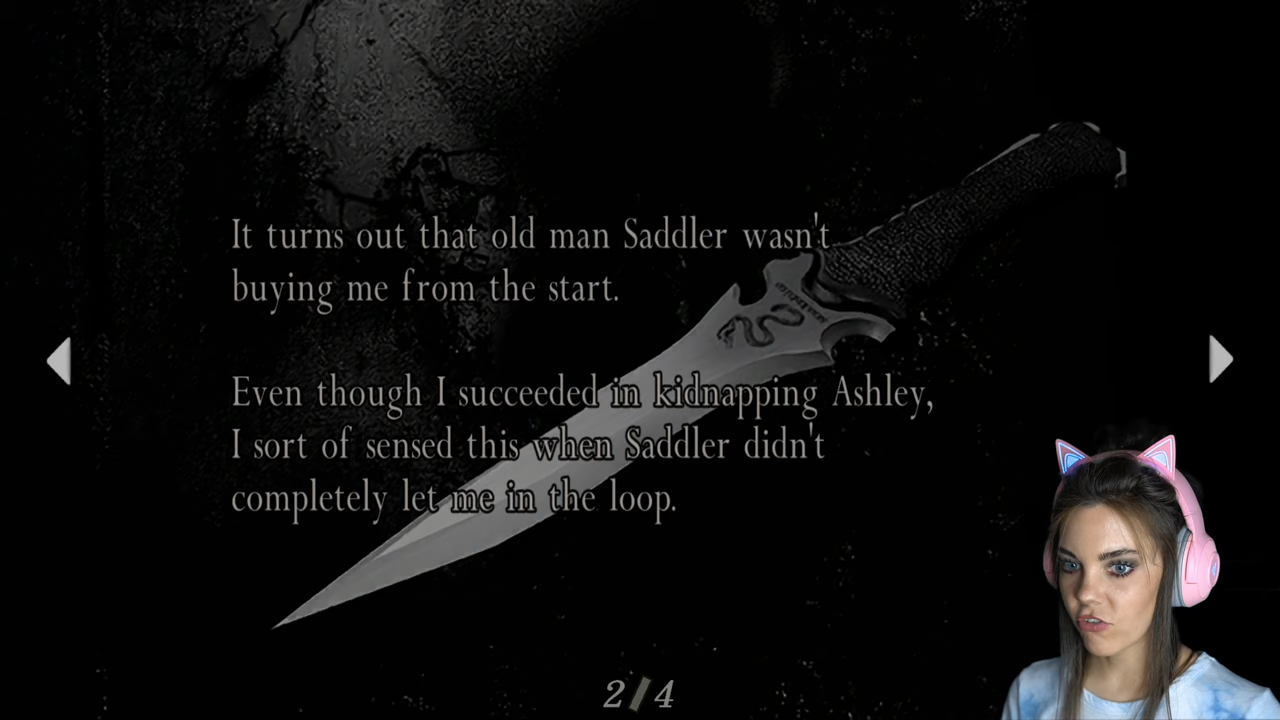 It turns out that old man Saddler wasn't
buying me from the start.
Even though I succeeded in kidnapping Ashley,
I sort of sensed this when Saddler didn't
completely let me in the loop.
2/4